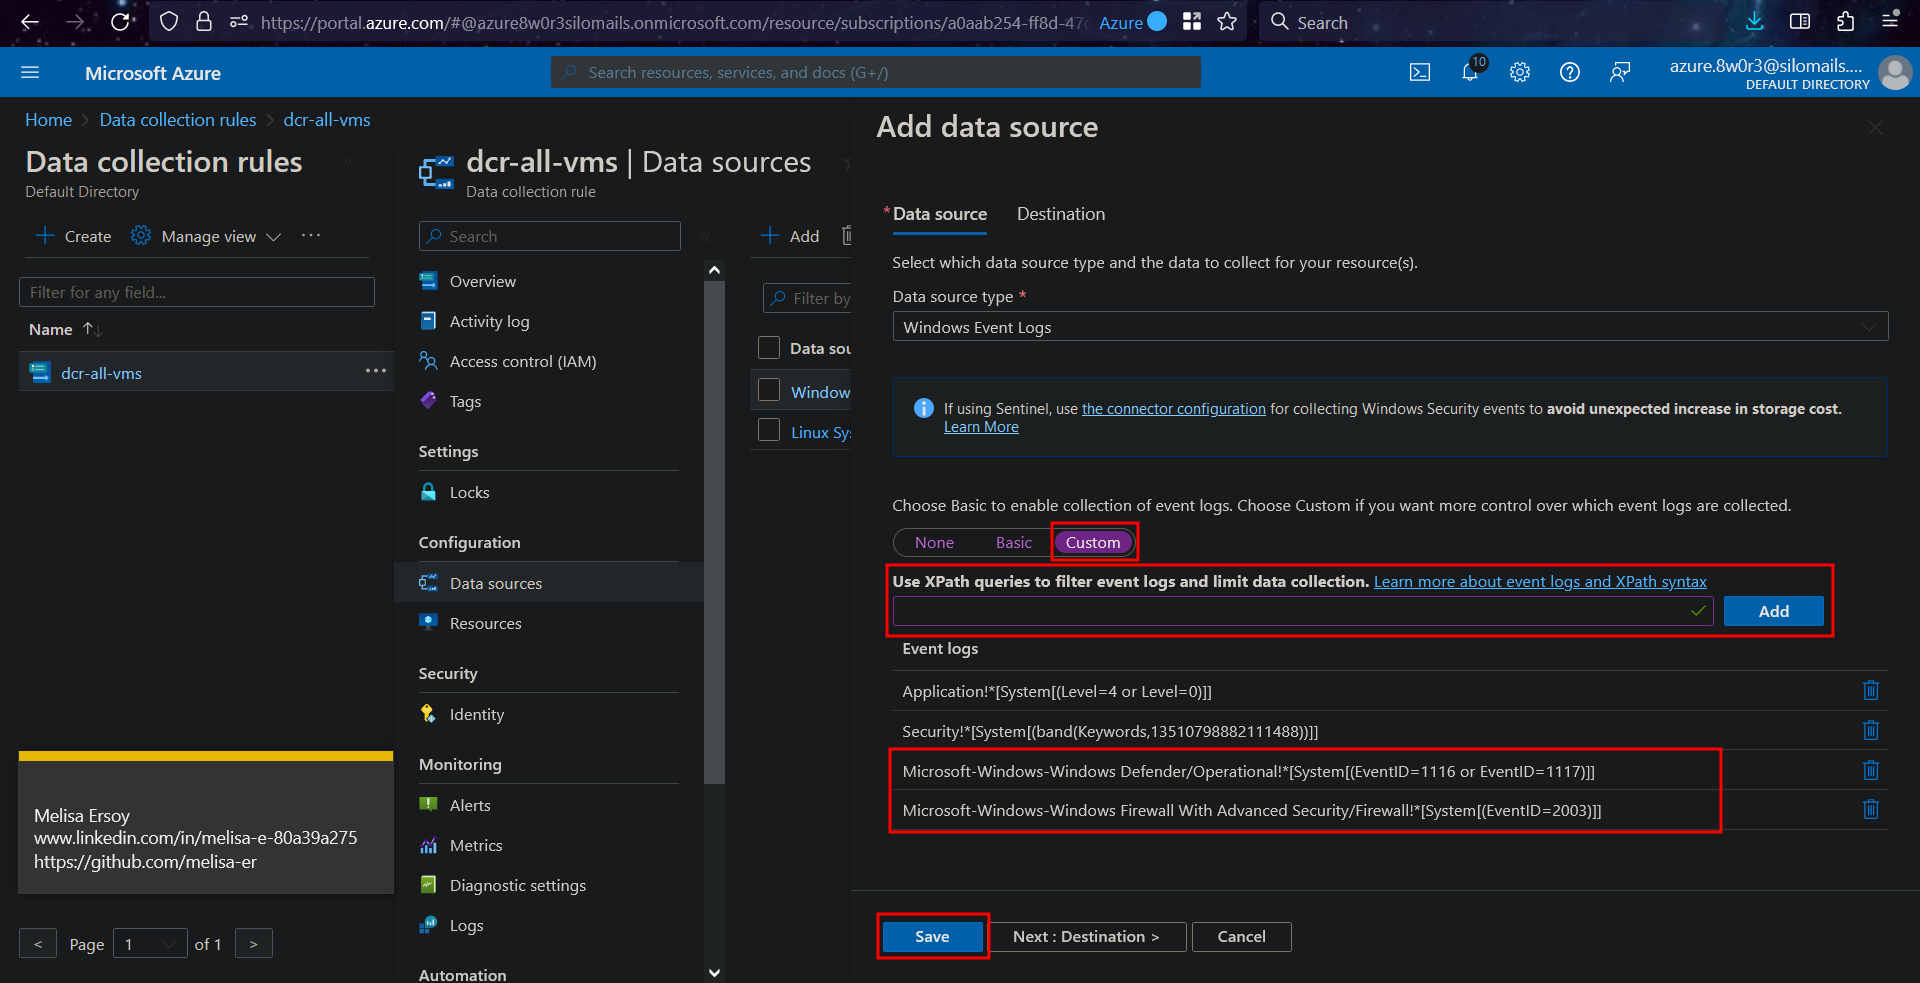 https://portal.azure.com/#@azure8w0r3silomails.onmicrosoft.com/resource/subscriptions/a0aab254-ff8d-47
Azure
Search
Microsoft Azure
Search resources, services, and docs (G+/)
10
azure.8w0r3@silomails....
DEFAULT DIRECTORY
Home > Data collection rules > dcr-all-vms
Data collection rules
Default Directory
Create
Manage view
Filter for any field...
Name
dcr-all-vms
Melisa Ersoy
www.linkedin.com/in/melisa-e-80a39a275
https://github.com/melisa-er
< Page 1 of 1 >
dcr-all-vms | Data sources
Data collection rule
Search
Overview
Activity log
Access control (IAM)
Tags
Settings
Locks
Configuration
Data sources
Resources
Security
Identity
Monitoring
Alerts
Metrics
Diagnostic settings
Logs
Automation
Add
Filter by
Data sou
Window
Linux Sy
Add data source
* Data source
Destination
Select which data source type and the data to collect for your resource(s).
Data source type *
Windows Event Logs
If using Sentinel, use the connector configuration for collecting Windows Security events to avoid unexpected increase in storage cost.
Learn More
Choose Basic to enable collection of event logs. Choose Custom if you want more control over which event logs are collected.
None
Basic
Custom
Use XPath queries to filter event logs and limit data collection. Learn more about event logs and XPath syntax
Add
Event logs
Application!*[System[(Level=4 or Level=0)]]
Security!*[System[(band(Keywords,13510798882111488))]]
Microsoft-Windows-Windows Defender/Operational!*[System[(EventID=1116 or EventID=1117)]]
Microsoft-Windows-Windows Firewall With Advanced Security/Firewall!*[System[(EventID=2003)]]
Save
Next : Destination >
Cancel